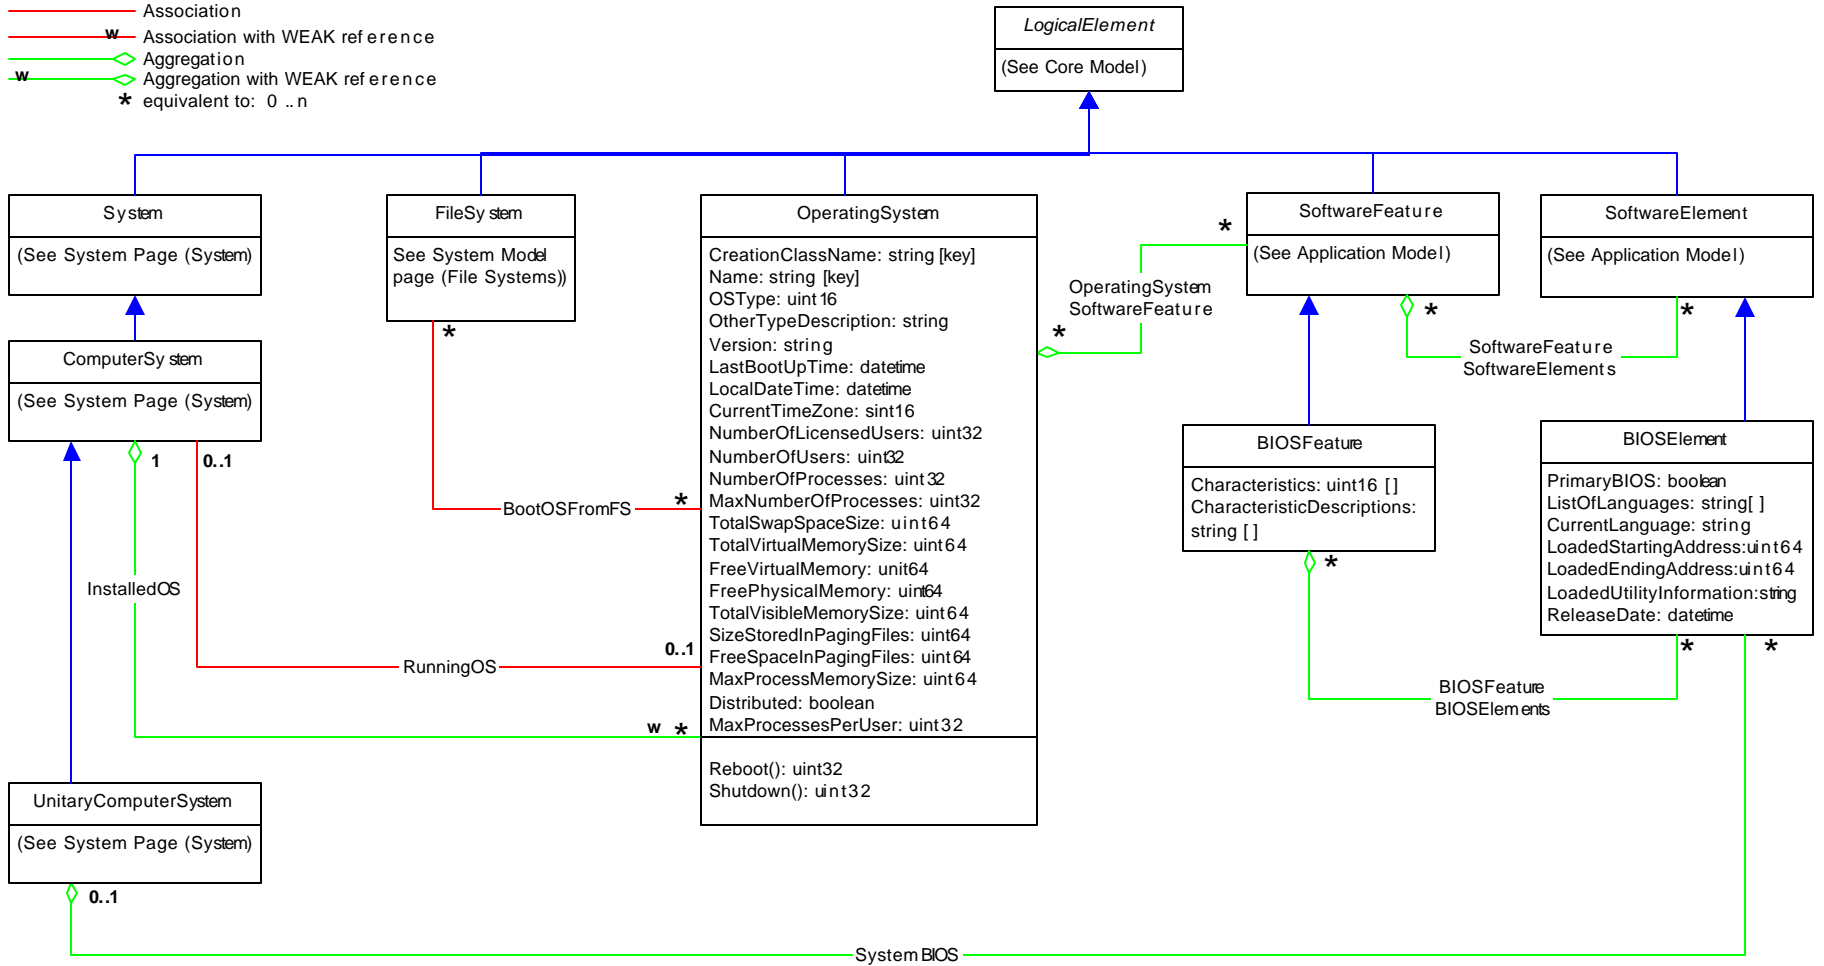 Association
w Association with WEAK reference
Aggregation
w Aggregation with WEAK reference
* equivalent to: 0 .. n
LogicalElement
(See Core Model)
System
(See System Page (System)
FileSystem
See System Model
page (File Systems))
OperatingSystem
CreationClassName: string [key]
Name: string [key]
OSType: uint16
OtherTypeDescription: string
Version: string
LastBootUpTime: datetime
LocalDateTime: datetime
CurrentTimeZone: sint16
NumberOfLicensedUsers: uint32
NumberOfUsers: uint32
NumberOfProcesses: uint32
MaxNumberOfProcesses: uint32
TotalSwapSpaceSize: uint64
TotalVirtualMemorySize: uint64
FreeVirtualMemory: unit64
FreePhysicalMemory: uint64
TotalVisibleMemorySize: uint64
SizeStoredInPagingFiles: uint64
FreeSpaceInPagingFiles: uint64
MaxProcessMemorySize: uint64
Distributed: boolean
MaxProcessesPerUser: uint32
Reboot(): uint32
Shutdown(): uint32
SoftwareFeature
(See Application Model)
SoftwareElement
(See Application Model)
*
OperatingSystem
SoftwareFeature
*
*
*
SoftwareFeature
SoftwareElements
ComputerSystem
(See System Page (System)
1
0..1
*
BootOSFromFS
*
InstalledOS
RunningOS
0..1
w *
BIOSFeature
Characteristics: uint16 []
CharacteristicDescriptions:
string []
*
BIOSElement
PrimaryBIOS: boolean
ListOfLanguages: string[ ]
CurrentLanguage: string
LoadedStartingAddress:uint64
LoadedEndingAddress:uint64
LoadedUtilityInformation:string
ReleaseDate: datetime
*
*
BIOSFeature
BIOSElements
UnitaryComputerSystem
(See System Page (System)
0..1
SystemBIOS